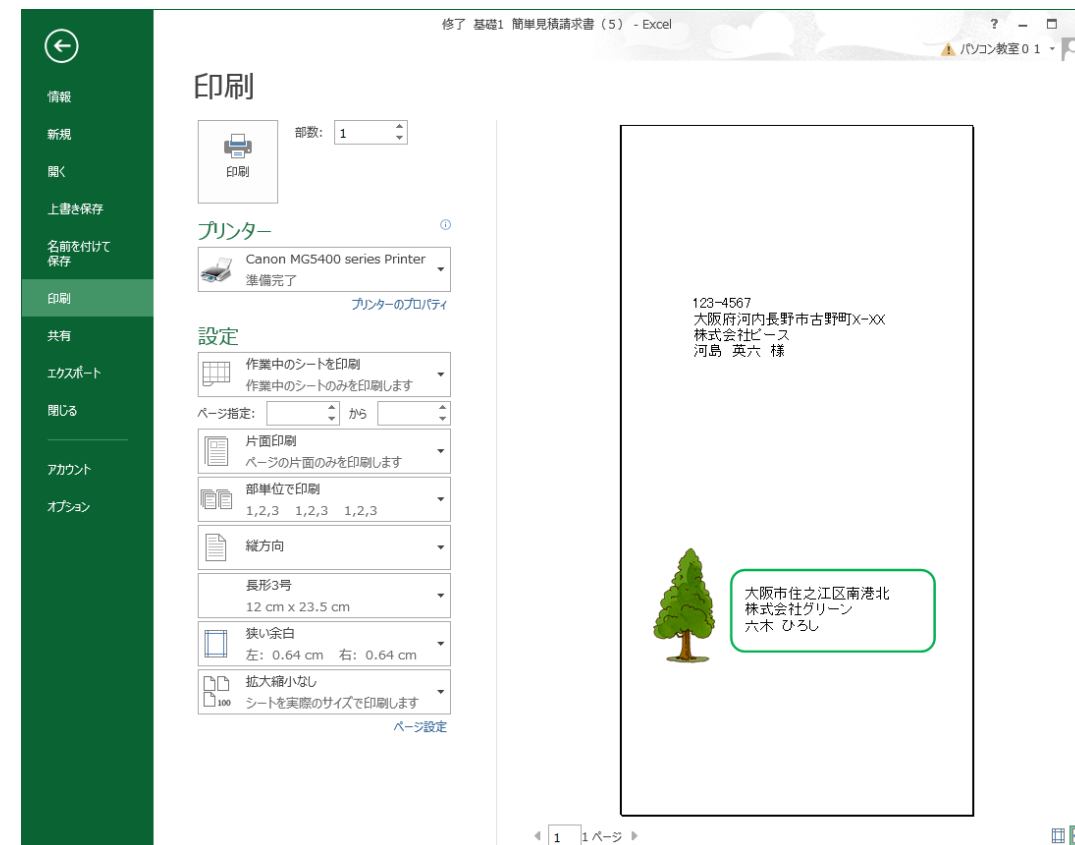 修了 基礎1 簡単見積請求書（5） - Excel
? － □
パソコン教室01
情報
新規
開く
上書き保存
名前を付けて
保存
印刷
共有
エクスポート
閉じる
アカウント
オプション
印刷
印刷
部数: 1
プリンター
Canon MG5400 series Printer
準備完了
プリンターのプロパティ
設定
作業中のシートを印刷
作業中のシートのみを印刷します
ページ指定: から
片面印刷
ページの片面のみを印刷します
部単位で印刷
1,2,3 1,2,3 1,2,3
縦方向
長形3号
12 cm x 23.5 cm
狭い余白
左: 0.64 cm 右: 0.64 cm
拡大縮小なし
100 シートを実際のサイズで印刷します
ページ設定
123-4567
大阪府河内長野市古野町X-XX
株式会社ピース
河島 英六 様
大阪市住之江区南港北
株式会社グリーン
六木 ひろし
1 1 ページ